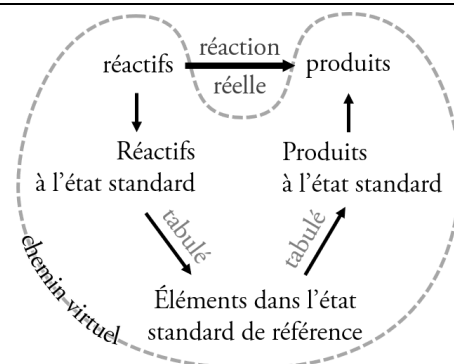 réaction
réactifs produits
réelle
Réactifs Produits
à l'état standard à l'état standard
tabulé tabulé
chemin virtuel
Éléments dans l'état
standard de référence